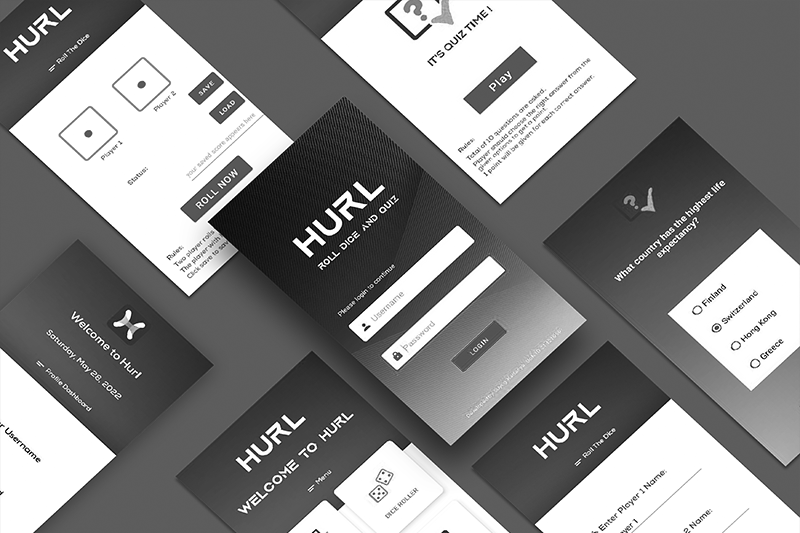 HURL
Roll The Dice
Player 1
Player 2
SAVE
LOAD
Status:
your saved score appears here
ROLL NOW
Rules:
Two player rolls
The player with
Click save to sav
IT'S QUIZ TIME !
Play
Rules:
Total of 10 questions are asked.
Player should choose the right answer from the
given options to get a point.
1 point will be given for each correct answer.
HURL
ROLL DICE AND QUIZ
Please login to continue
Username
Password
LOGIN
What country has the highest life
expectancy?
Finland
Switzerland
Hong Kong
Greece
Welcome to Hurl
Saturday, May 28, 2022
Profile Dashboard
r Username
HURL
WELCOME TO HURL
Menu
DICE ROLLER
HURL
Roll The Dice
Enter Player 1 Name:
2 Name: